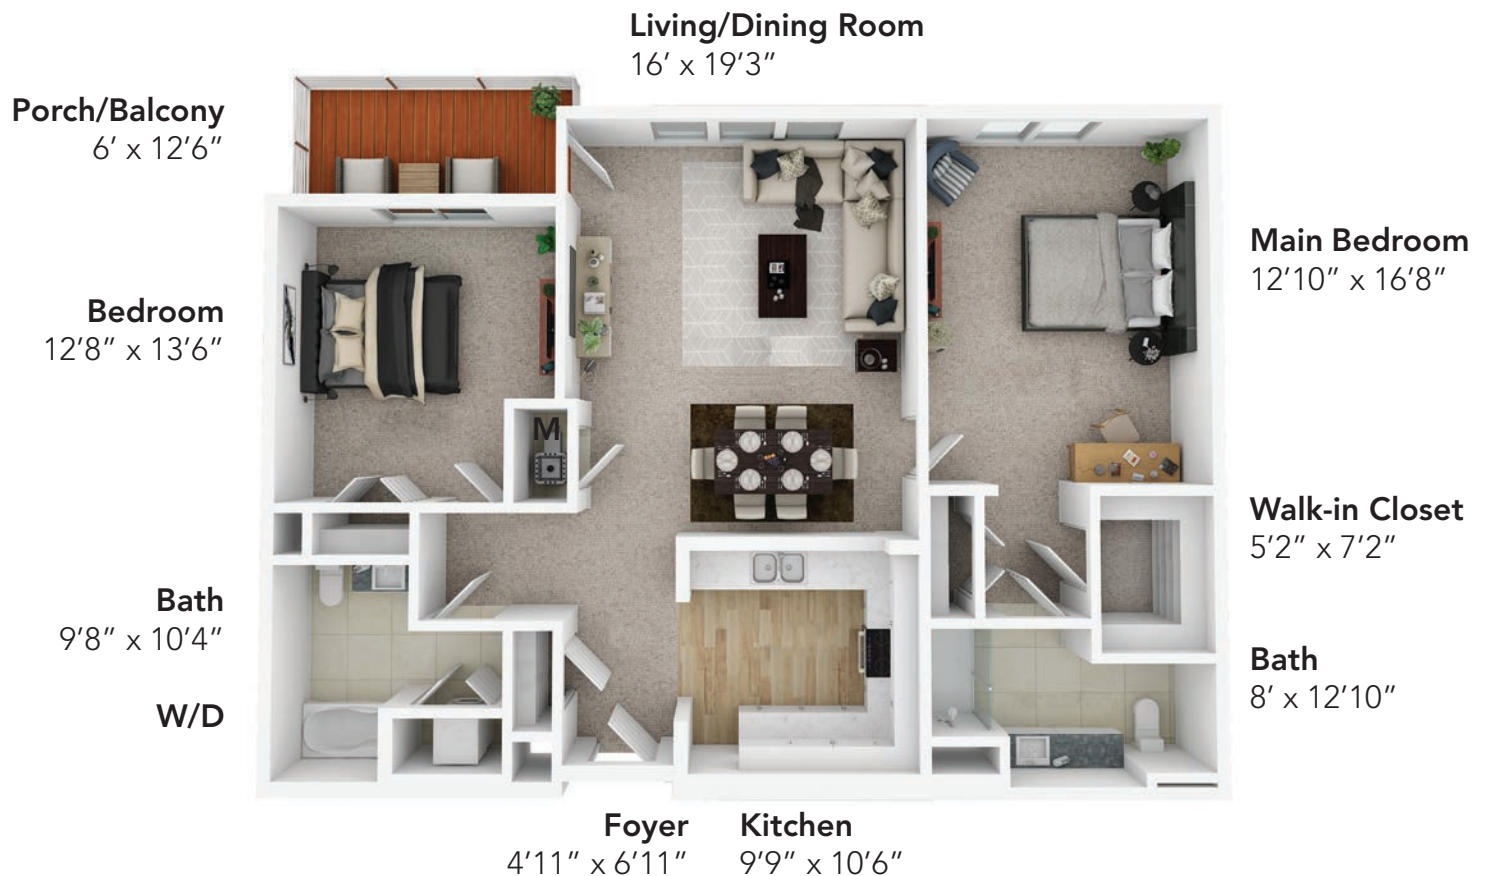 Living/Dining Room
16’ x 19’3”
Porch/Balcony
6’ x 12’6”
Main Bedroom
12’10” x 16’8”
Bedroom
12’8” x 13’6”
M
Walk-in Closet
5’2” x 7’2”
Bath
9’8” x 10’4”
Bath
8’ x 12’10”
W/D
Foyer
4’11” x 6’11”
Kitchen
9’9” x 10’6”